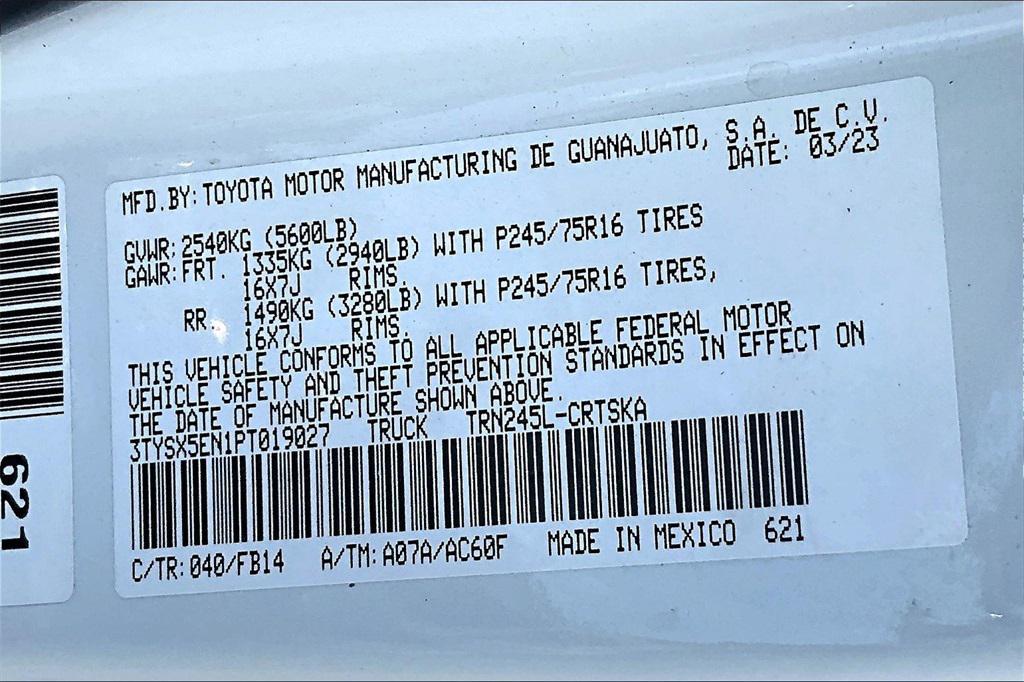 MFD.BY: TOYOTA MOTOR MANUFACTURING DE GUANAJUATO, S.A. DE C.V.
DATE: 03/23
GVWR: 2540KG (5600LB)
GAWR: FRT. 1335KG (2940LB) WITH P245/75R16 TIRES
16X7J RIMS.
RR. 1490KG (3280LB) WITH P245/75R16 TIRES,
16X7J RIMS.
THIS VEHICLE CONFORMS TO ALL APPLICABLE FEDERAL MOTOR
VEHICLE SAFETY AND THEFT PREVENTION STANDARDS IN EFFECT ON
THE DATE OF MANUFACTURE SHOWN ABOVE.
3TYSX5EN1PT019027 TRUCK TRN245L-CRTSKA
C/TR: 040/FB14 A/TM: A07A/AC60F MADE IN MEXICO 621
621